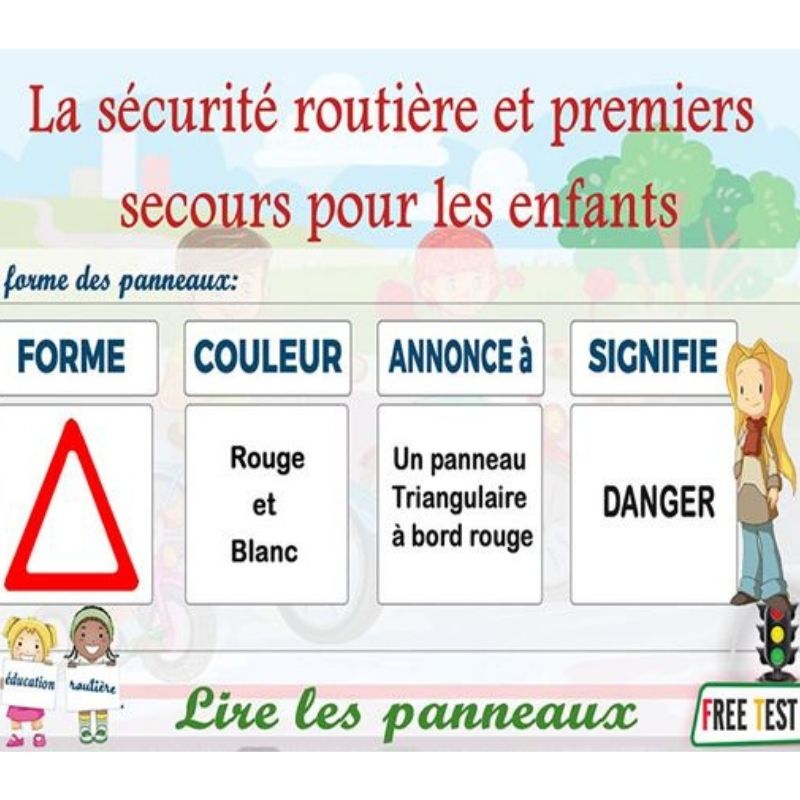 La sécurité routière et premiers
secours pour les enfants
forme des panneaux:
FORME
COULEUR
ANNONCE à
SIGNIFIE
Rouge
et
Blanc
Un panneau
Triangulaire
à bord rouge
DANGER
éducation
routière
Lire les panneaux
FREE TEST